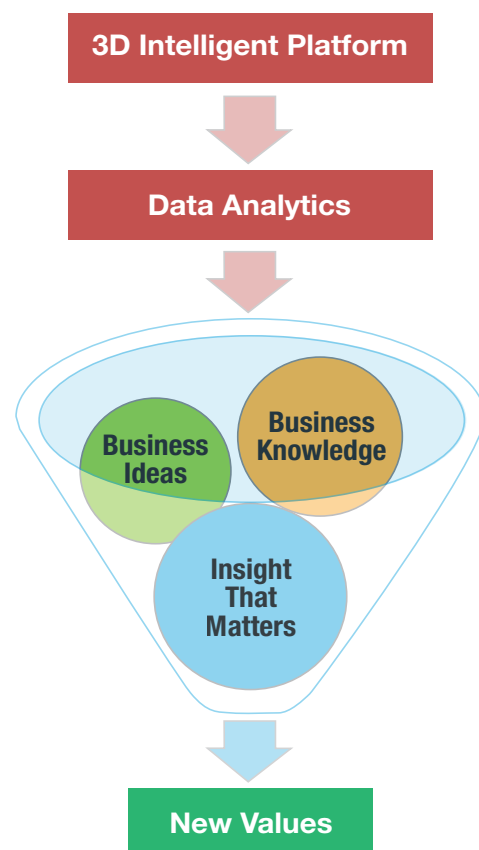 3D Intelligent Platform
Data Analytics
Business
Ideas
Business
Knowledge
Insight
That
Matters
New Values